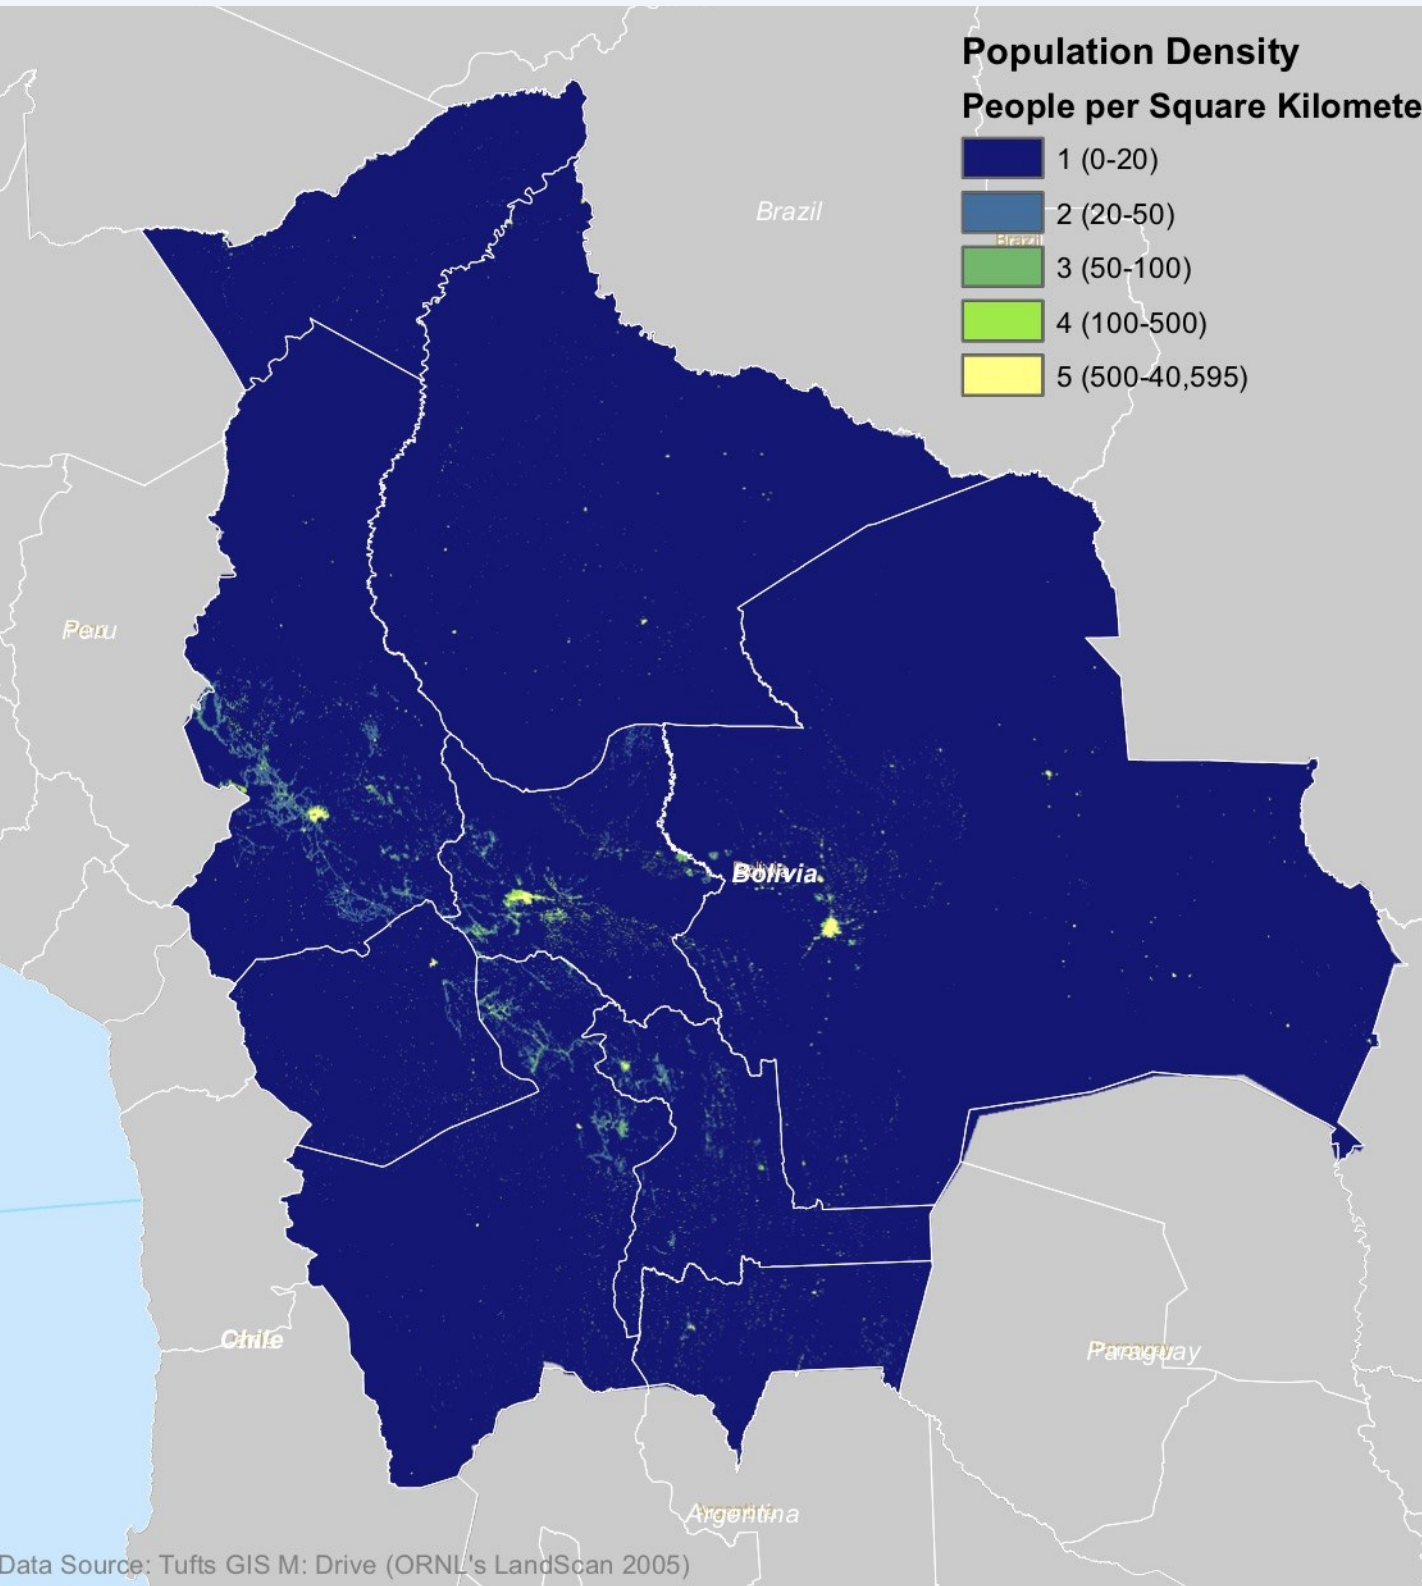 Population Density
People per Square Kilomete
1 (0-20)
2 (20-50)
3 (50-100)
4 (100-500)
5 (500-40,595)
Brazil
Brazil
Peru
Bolivia
Chile
Paraguay
Argentina
Data Source: Tufts GIS M: Drive (ORNL's LandScan 2005)